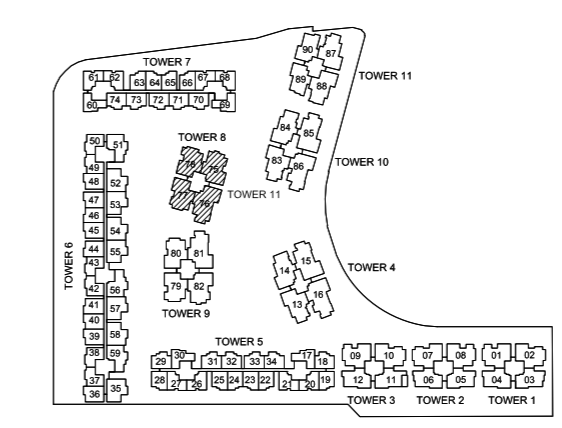 TOWER 7
61 62 63 64 65 66 67 68
60 74 73 72 71 70 69
90 87
89 88
TOWER 11
TOWER 8
84 85
83 86
TOWER 10
78 75
77 76
TOWER 11
TOWER 6
50 51
49
48 52
47 53
46
45 54
44 55
43
42 56
41 57
40
39 58
38 59
37
36 35
80 81
79 82
TOWER 9
14 15
13 16
TOWER 4
TOWER 5
29 30 31 32 33 34 17 18
28 27 26 25 24 23 22 21 20 19
09 10
12 11
TOWER 3
07 08
06 05
TOWER 2
01 02
04 03
TOWER 1